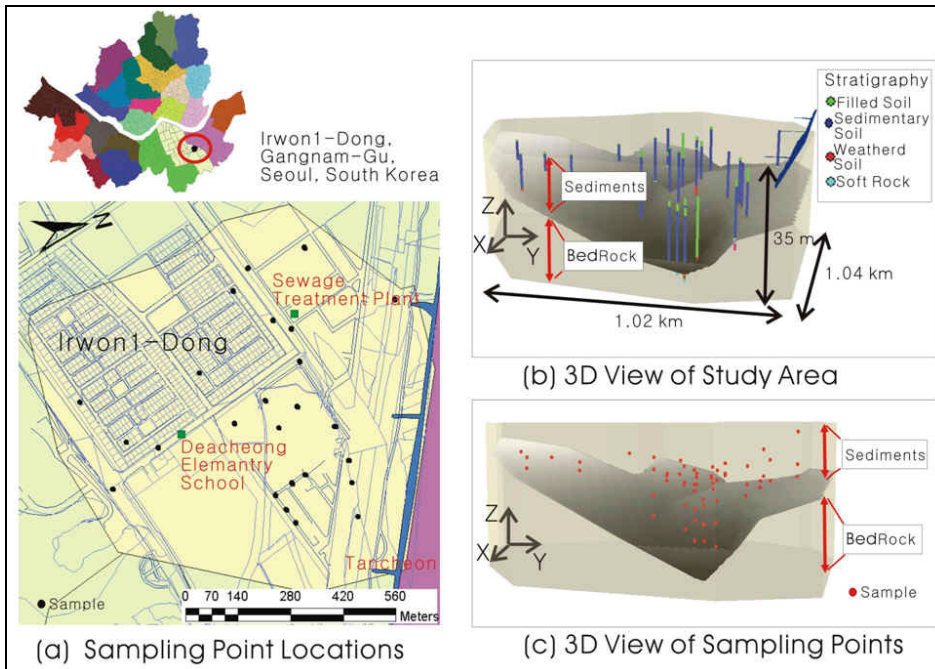 Irwon1-Dong,
Gangnam-Gu,
Seoul, South Korea
N
Sewage
Treatment Plant
Irwon1-Dong
Deacheong
Elemantry
School
Tancheon
Sample
0 70 140 280 420 560
Meters
(a) Sampling Point Locations
Stratigraphy
Filled Soil
Sedimentary
Soil
Weatherd
Soil
Soft Rock
Sediments
BedRock
Z
X
Y
35 m
1.04 km
1.02 km
(b) 3D View of Study Area
Sediments
BedRock
Z
X
Y
Sample
(c) 3D View of Sampling Points